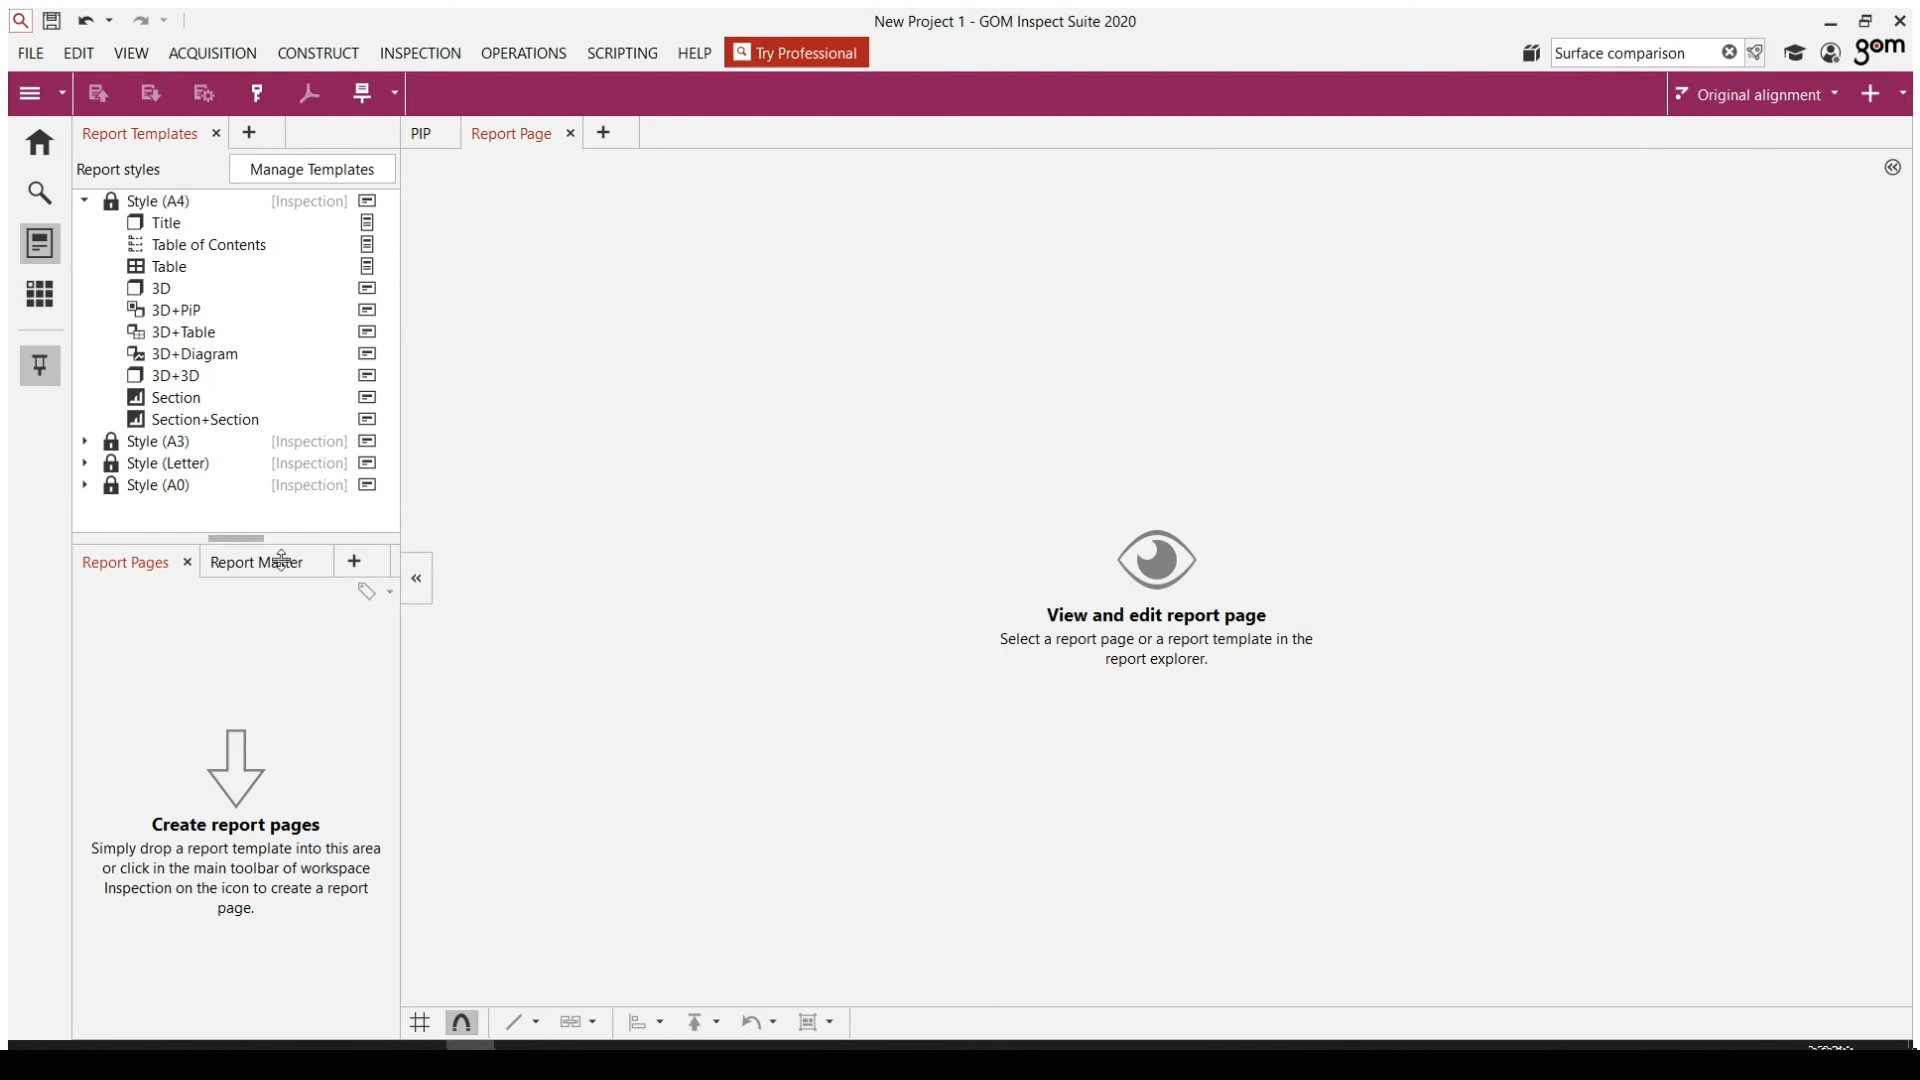 New Project 1 - GOM Inspect Suite 2020
FILE EDIT VIEW ACQUISITION CONSTRUCT INSPECTION OPERATIONS SCRIPTING HELP Try Professional Surface comparison gom
Original alignment
Report Templates PIP Report Page
Report styles Manage Templates
Style (A4) [Inspection]
Title
Table of Contents
Table
3D
3D+PiP
3D+Table
3D+Diagram
3D+3D
Section
Section+Section
Style (A3) [Inspection]
Style (Letter) [Inspection]
Style (A0) [Inspection]
Report Pages Report Master
View and edit report page
Select a report page or a report template in the
report explorer.
Create report pages
Simply drop a report template into this area
or click in the main toolbar of workspace
Inspection on the icon to create a report
page.